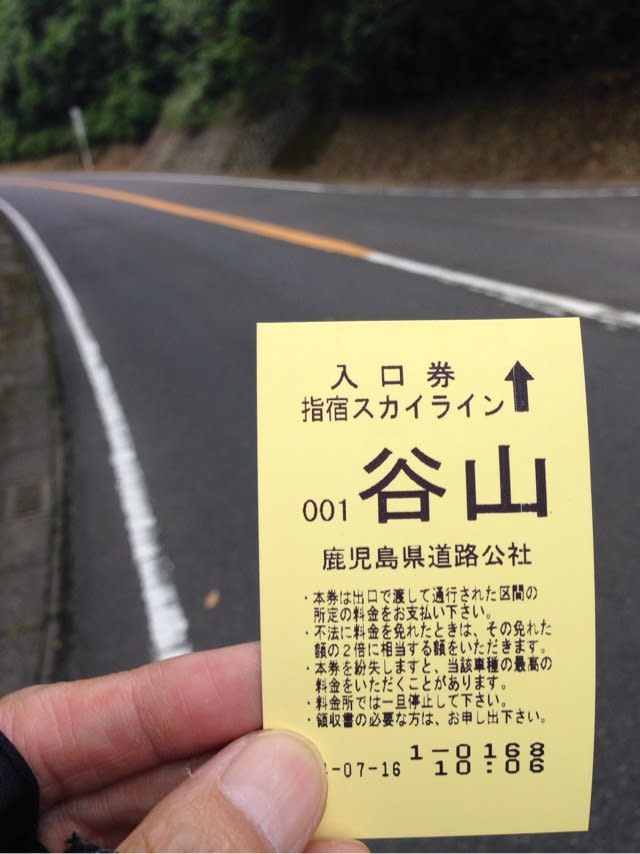 入口券 ↑
指宿スカイライン
001 谷山
鹿児島県道路公社
・本券は出口で渡して通行された区間の
所定の料金をお支払い下さい。
・不法に料金を免れたときは、その免れた
額の2倍に相当する額をいただきます。
・本券を紛失しますと、当該車種の最高の
料金をいただくことがあります。
・料金所では一旦停止して下さい。
・領収書の必要な方は、お申し出下さい。
1-0168
-07-16 10:06